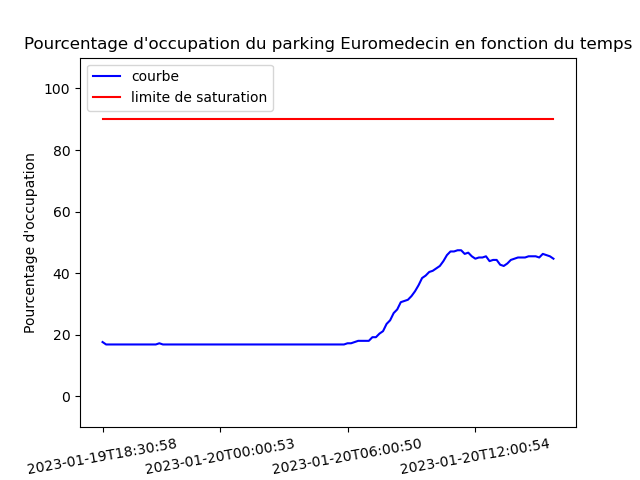 Pourcentage d'occupation du parking Euromedecin en fonction du temps
courbe
limite de saturation
100
80
60
40
20
0
Pourcentage d'occupation
2023-01-19T18:30:58
2023-01-20T00:00:53
2023-01-20T06:00:50
2023-01-20T12:00:54